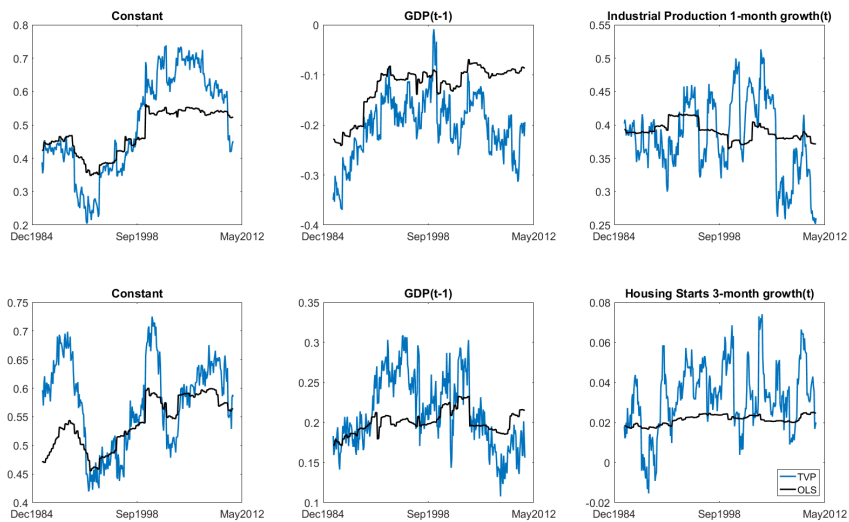 Constant
0.8
0.7
0.6
0.5
0.4
0.3
0.2
Dec1984 Sep1998 May2012
GDP(t-1)
0
-0.1
-0.2
-0.3
-0.4
Dec1984 Sep1998 May2012
Industrial Production 1-month growth(t)
0.55
0.5
0.45
0.4
0.35
0.3
0.25
Dec1984 Sep1998 May2012
Constant
0.75
0.7
0.65
0.6
0.55
0.5
0.45
0.4
Dec1984 Sep1998 May2012
GDP(t-1)
0.35
0.3
0.25
0.2
0.15
0.1
Dec1984 Sep1998 May2012
Housing Starts 3-month growth(t)
0.08
0.06
0.04
0.02
0
-0.02
Dec1984 Sep1998 May2012
TVP
OLS